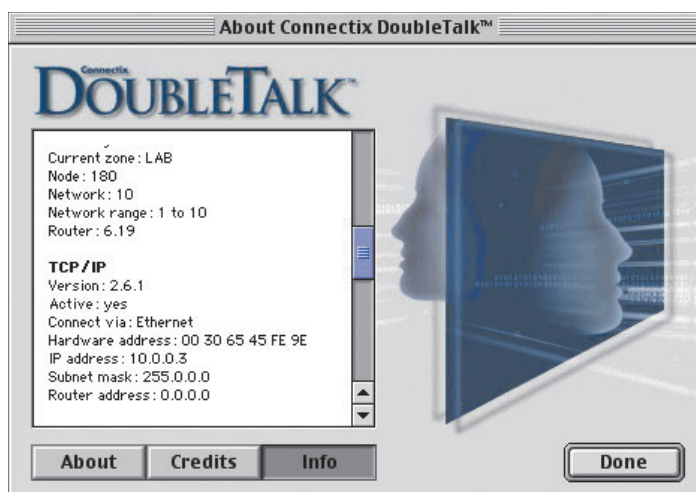 About Connectix DoubleTalk™
Connectix
DOUBLETALK™
Current zone: LAB
Node: 180
Network: 10
Network range: 1 to 10
Router: 6.19
TCP/IP
Version: 2.6.1
Active: yes
Connect via: Ethernet
Hardware address: 00 30 65 45 FE 9E
IP address: 10.0.0.3
Subnet mask: 255.0.0.0
Router address: 0.0.0.0
About
Credits
Info
Done